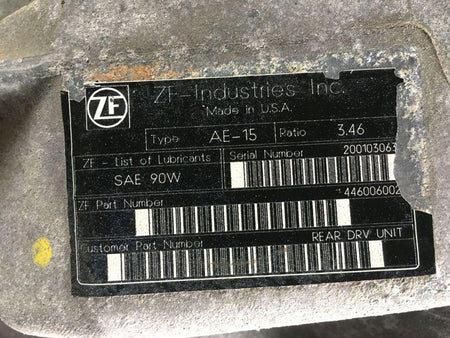 ZF
ZF-Industries Inc.
Made in U.S.A.
Type AE-15 Ratio 3.46
ZF - List of Lubricants Serial Number 200103063
SAE 90W
ZF Part Number 446006002
Customer Part Number REAR DRV UNIT